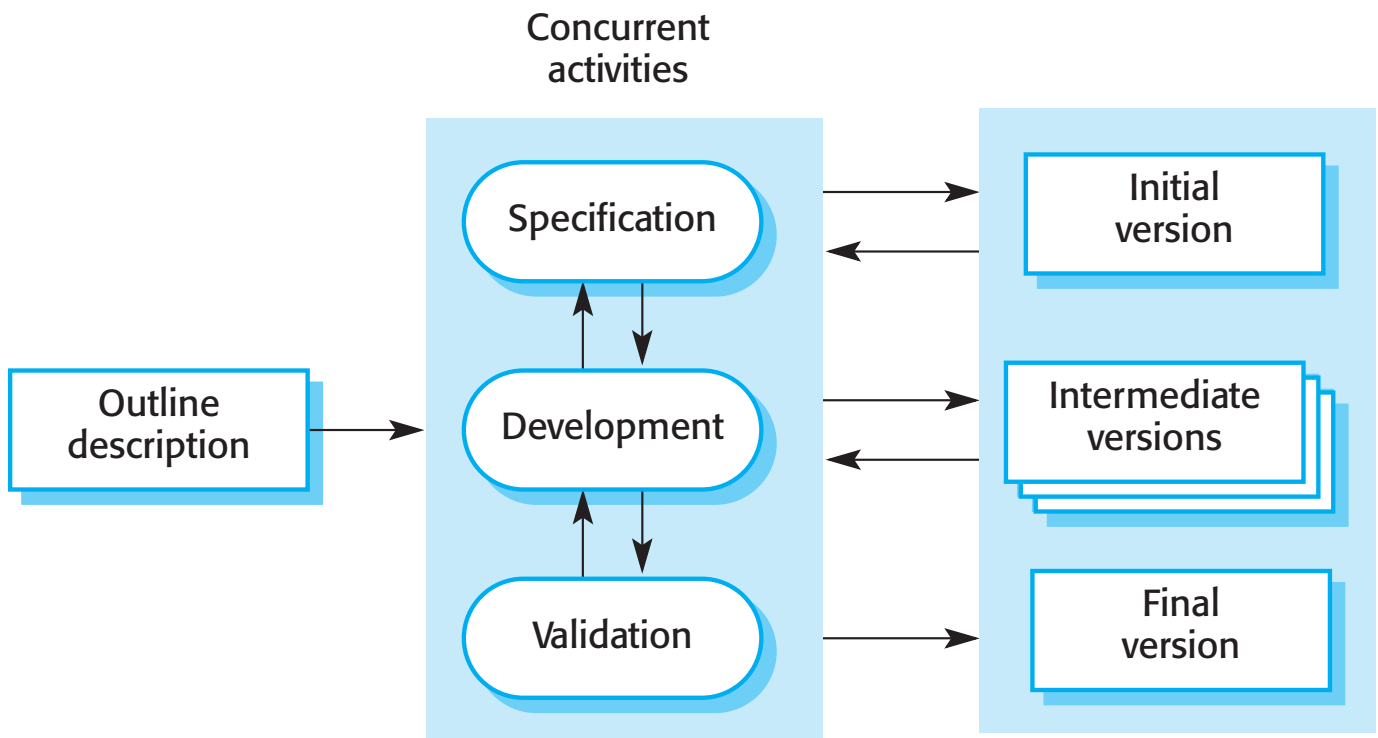 Concurrent
activities
Outline
description
Specification
Development
Validation
Initial
version
Intermediate
versions
Final
version